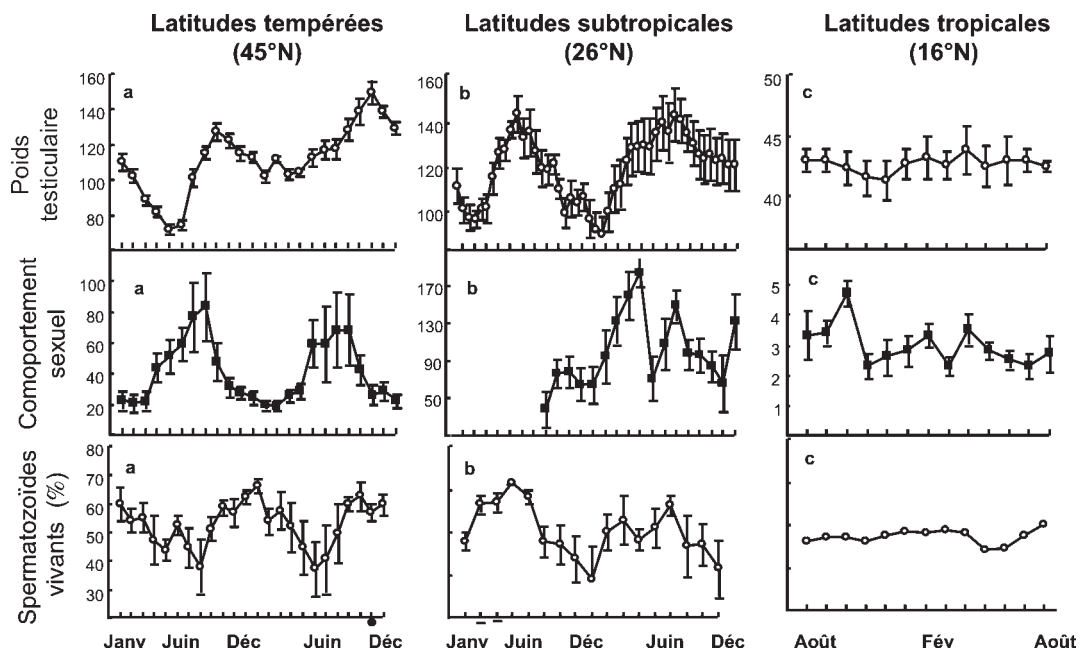 Latitudes tempérées
(45°N)
Latitudes subtropicales
(26°N)
Latitudes tropicales
(16°N)
Poids
testiculaire
160
140
120
100
80
a
160
140
120
100
b
50
45
40
c
Comoportement
sexuel
100
80
60
40
20
a
170
130
90
50
b
5
4
3
2
1
c
Spermatozoïdes
vivants (%)
80
70
60
50
40
30
a
b
c
Janv Juin Déc Juin Déc
Janv Juin Déc Juin Déc
Août Fév Août